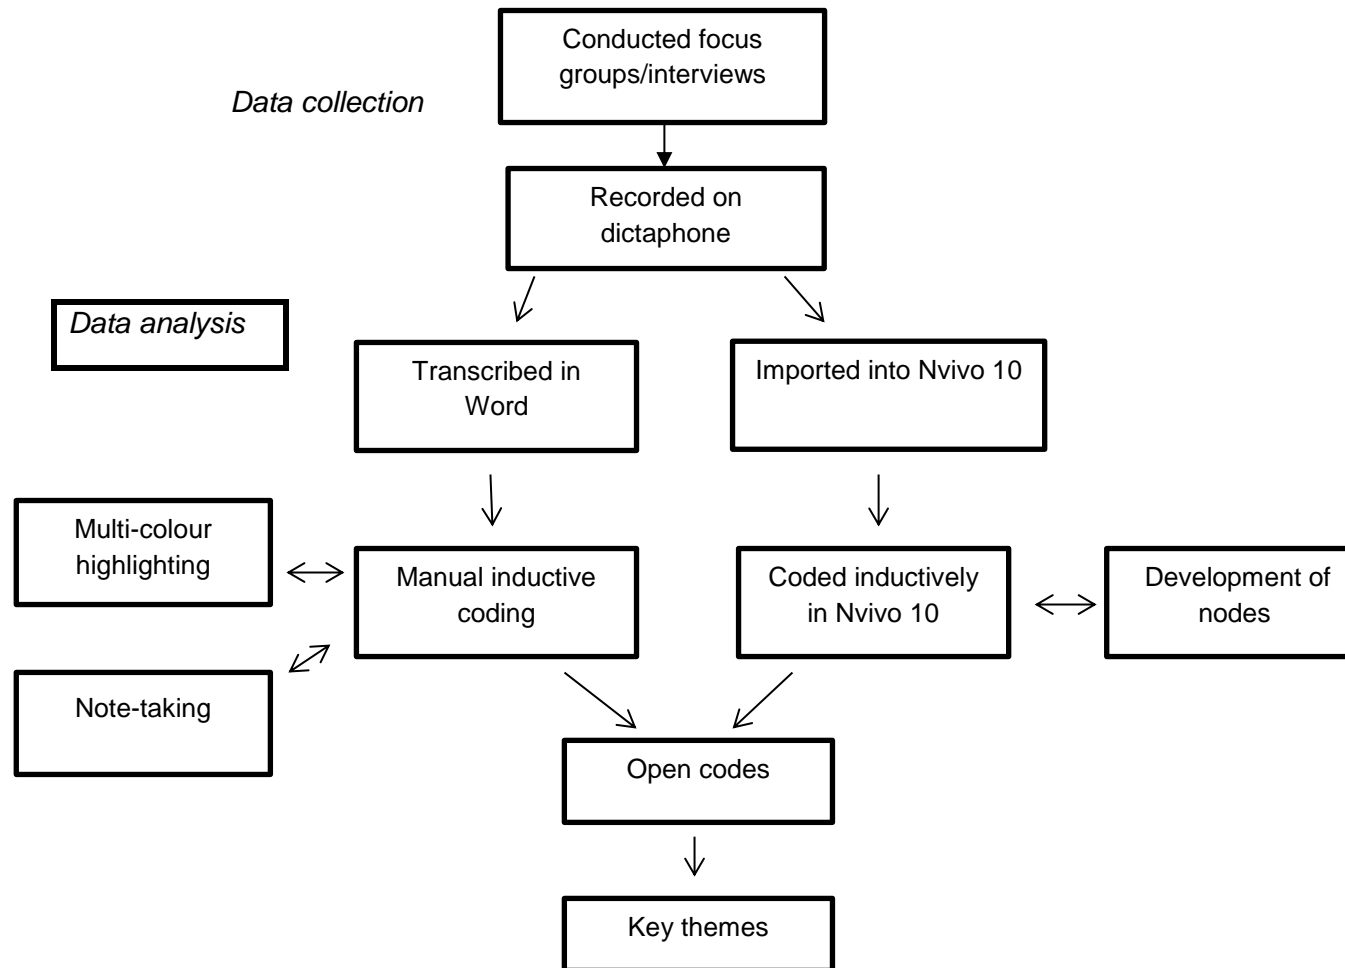 Conducted focus
groups/interviews
Data collection
Recorded on
dictaphone
Data analysis
Transcribed in
Word
Imported into Nvivo 10
Multi-colour
highlighting
Manual inductive
coding
Coded inductively
in Nvivo 10
Development of
nodes
Note-taking
Open codes
Key themes